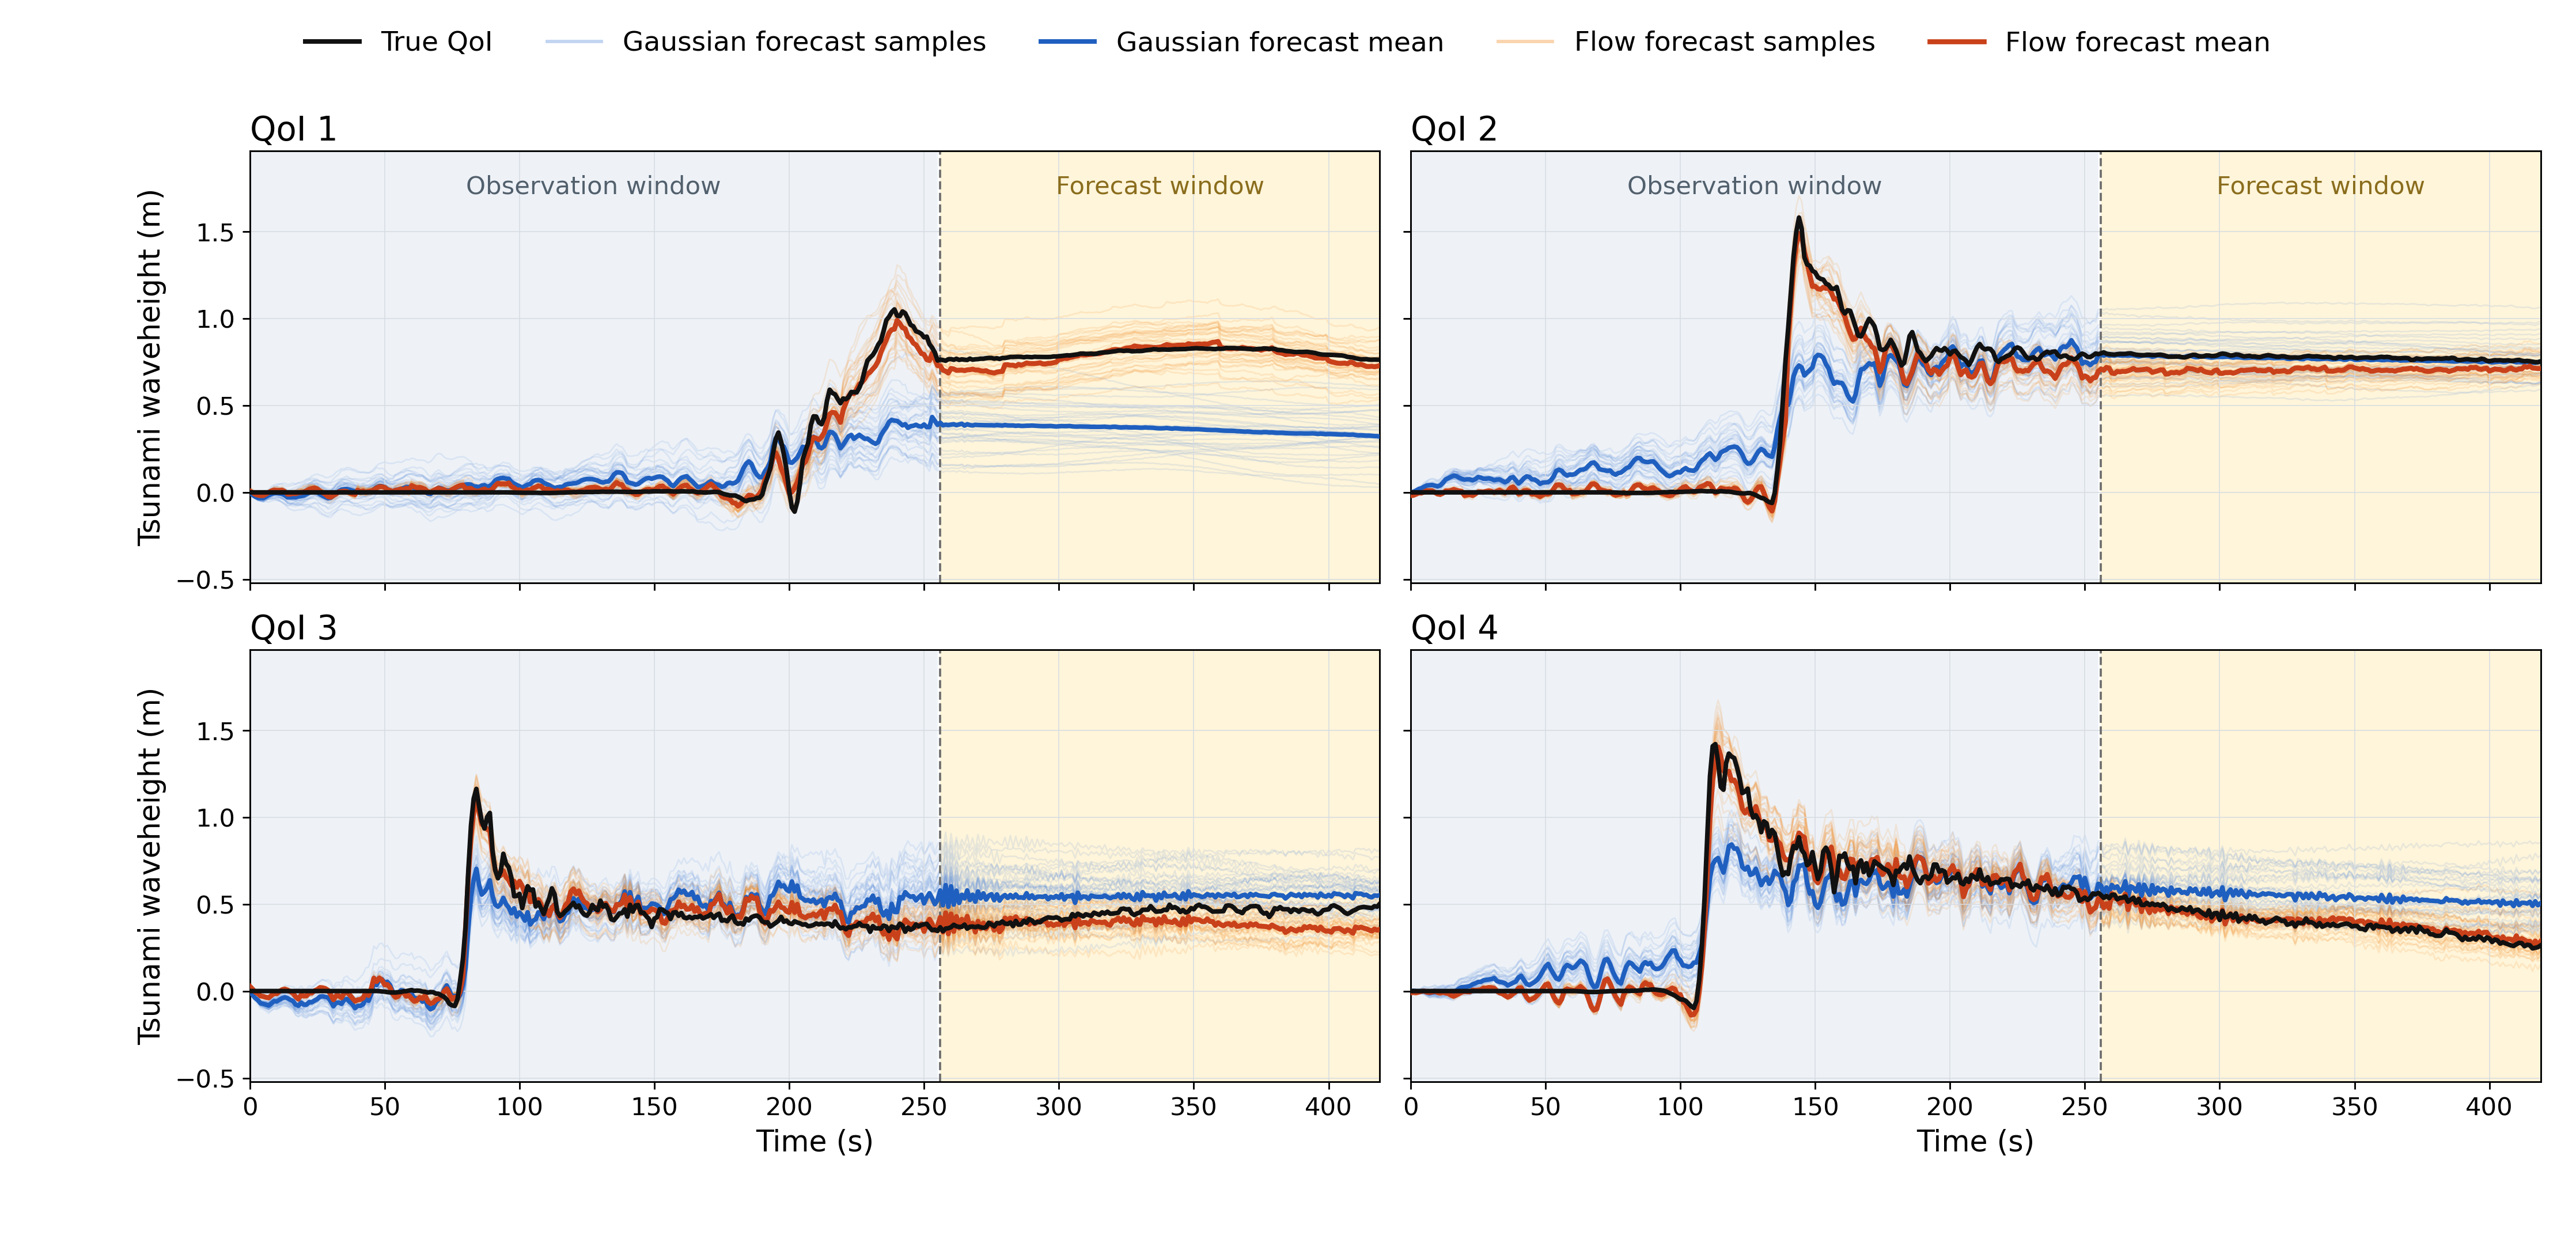 True QoI Gaussian forecast samples Gaussian forecast mean Flow forecast samples Flow forecast mean
QoI 1
Tsunami waveheight (m)
Observation window
Forecast window
1.5
1.0
0.5
0.0
−0.5
QoI 2
Observation window
Forecast window
QoI 3
Tsunami waveheight (m)
1.5
1.0
0.5
0.0
−0.5
0 50 100 150 200 250 300 350 400
Time (s)
QoI 4
0 50 100 150 200 250 300 350 400
Time (s)